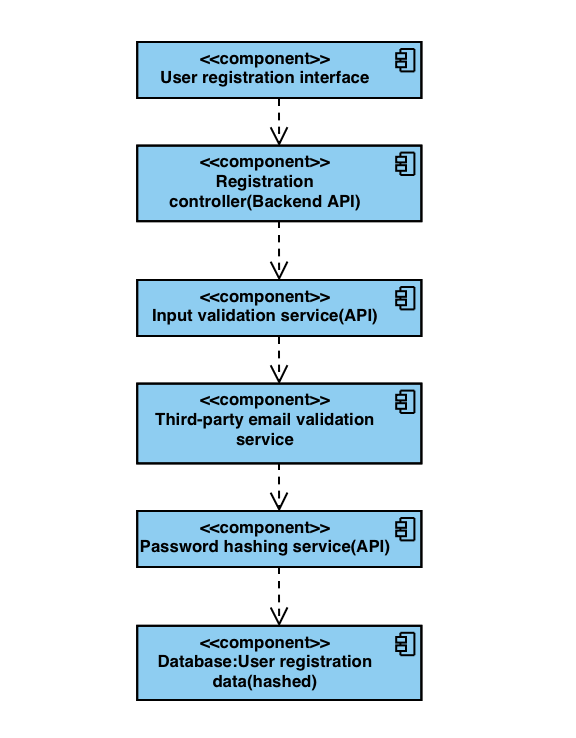 <<component>>
User registration interface
<<component>>
Registration
controller(Backend API)
<<component>>
Input validation service(API)
<<component>>
Third-party email validation
service
<<component>>
Password hashing service(API)
<<component>>
Database:User registration
data(hashed)